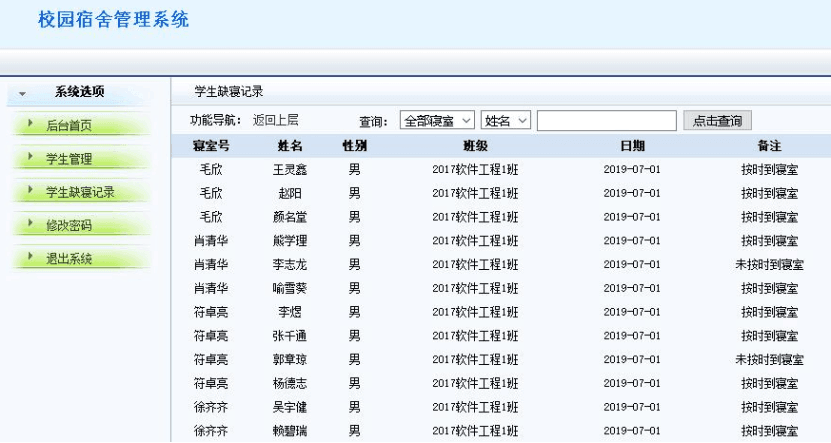 校园宿舍管理系统
系统选项
后台首页
学生管理
学生缺寝记录
修改密码
退出系统
学生缺寝记录
功能导航： 返回上层 查询： 全部寝室 姓名 点击查询
寝室号 姓名 性别 班级 日期 备注
毛欣 王灵鑫 男 2017软件工程1班 2019-07-01 按时到寝室
毛欣 赵阳 男 2017软件工程1班 2019-07-01 按时到寝室
毛欣 颜名堂 男 2017软件工程1班 2019-07-01 按时到寝室
肖清华 熊学理 男 2017软件工程1班 2019-07-01 按时到寝室
肖清华 李志龙 男 2017软件工程1班 2019-07-01 未按时到寝室
肖清华 喻雪葵 男 2017软件工程1班 2019-07-01 按时到寝室
符卓亮 李煜 男 2017软件工程1班 2019-07-01 按时到寝室
符卓亮 张千通 男 2017软件工程1班 2019-07-01 按时到寝室
符卓亮 郭章琼 男 2017软件工程1班 2019-07-01 未按时到寝室
符卓亮 杨德志 男 2017软件工程1班 2019-07-01 按时到寝室
徐齐齐 吴宇健 男 2017软件工程1班 2019-07-01 按时到寝室
徐齐齐 赖碧瑞 男 2017软件工程1班 2019-07-01 按时到寝室